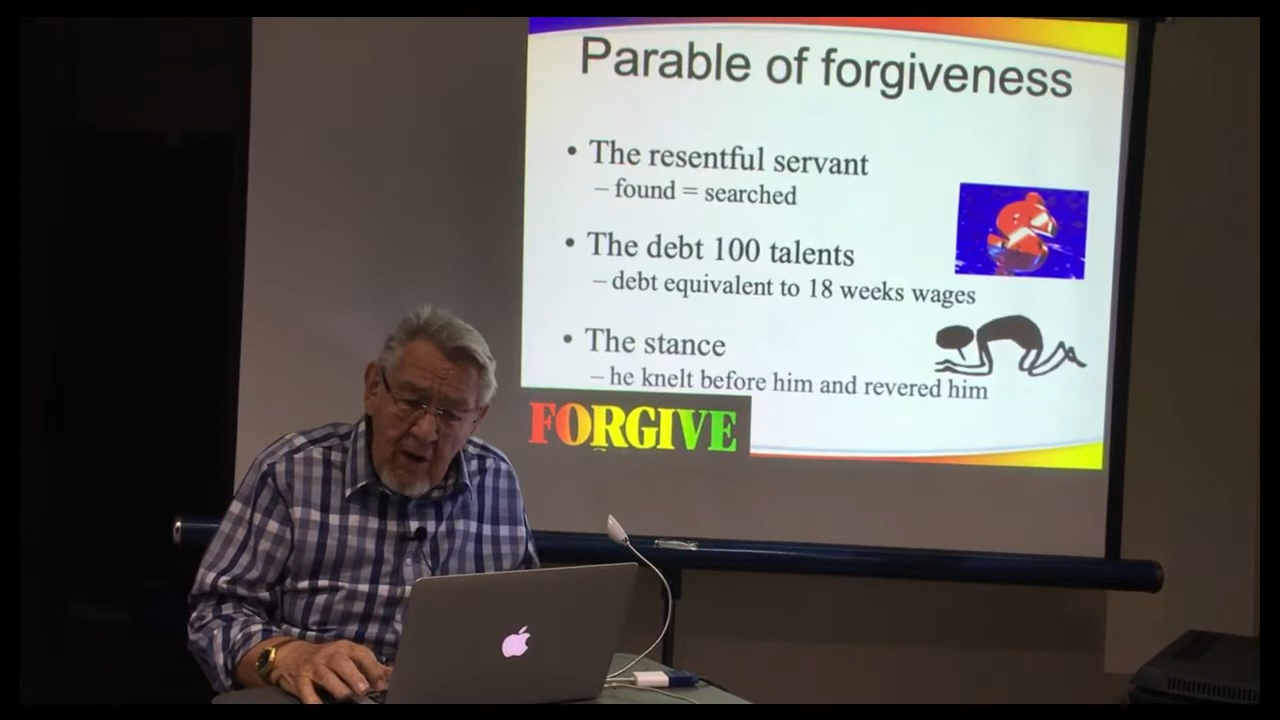 Parable of forgiveness
• The resentful servant
– found = searched
• The debt 100 talents
– debt equivalent to 18 weeks wages
• The stance
– he knelt before him and revered him
FORGIVE